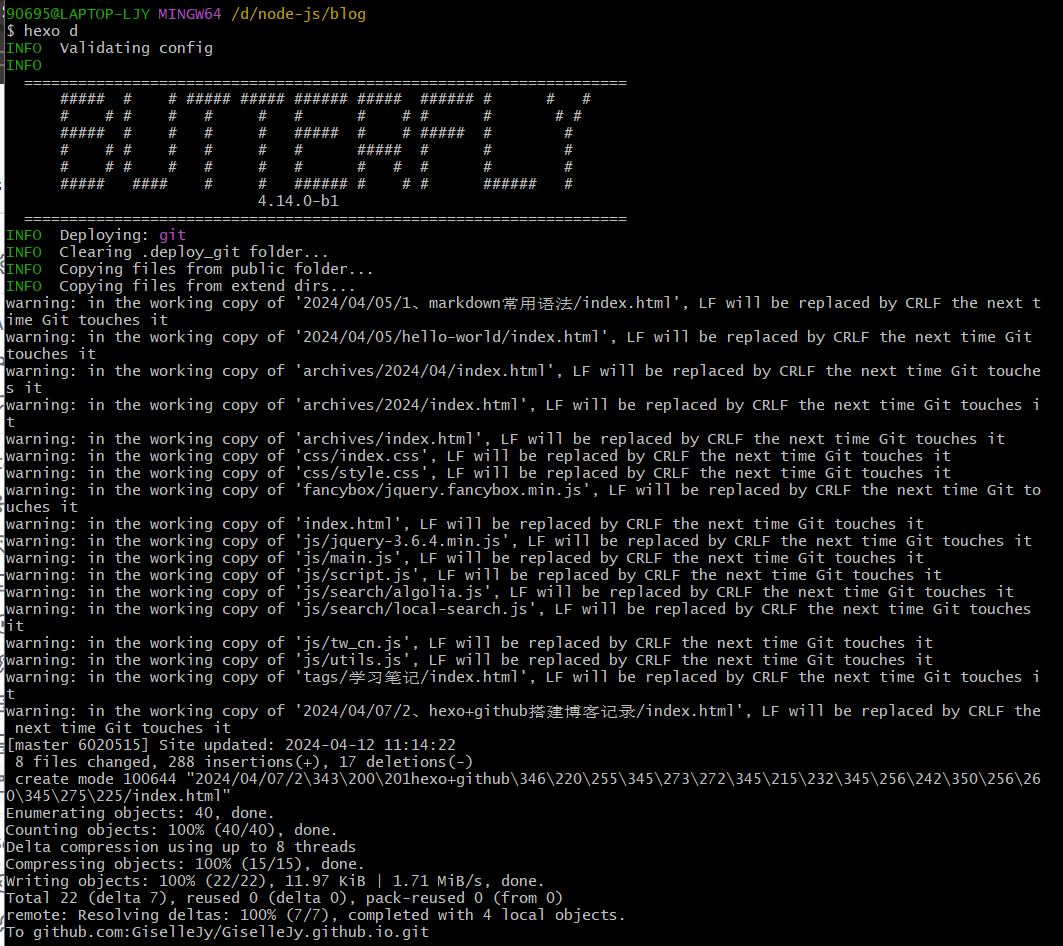 90695@LAPTOP-LJY MINGW64 /d/node-js/blog
$ hexo d
INFO  Validating config
INFO
  ===================================================================
      #####  #    # ##### ##### ###### #####  ###### #      #   #
      #    # #    #   #     #   #      #    # #      #       # #
      #####  #    #   #     #   #####  #    # #####  #        #
      #    # #    #   #     #   #      #####  #      #        #
      #    # #    #   #     #   #      #   #  #      #        #
      #####   ####    #     #   ###### #    # #      ######   #
                            4.14.0-b1
  ===================================================================
INFO  Deploying: git
INFO  Clearing .deploy_git folder...
INFO  Copying files from public folder...
INFO  Copying files from extend dirs...
warning: in the working copy of '2024/04/05/1、markdown常用语法/index.html', LF will be replaced by CRLF the next t
ime Git touches it
warning: in the working copy of '2024/04/05/hello-world/index.html', LF will be replaced by CRLF the next time Git
touches it
warning: in the working copy of 'archives/2024/04/index.html', LF will be replaced by CRLF the next time Git touche
s it
warning: in the working copy of 'archives/2024/index.html', LF will be replaced by CRLF the next time Git touches i
t
warning: in the working copy of 'archives/index.html', LF will be replaced by CRLF the next time Git touches it
warning: in the working copy of 'css/index.css', LF will be replaced by CRLF the next time Git touches it
warning: in the working copy of 'css/style.css', LF will be replaced by CRLF the next time Git touches it
warning: in the working copy of 'fancybox/jquery.fancybox.min.js', LF will be replaced by CRLF the next time Git to
uches it
warning: in the working copy of 'index.html', LF will be replaced by CRLF the next time Git touches it
warning: in the working copy of 'js/jquery-3.6.4.min.js', LF will be replaced by CRLF the next time Git touches it
warning: in the working copy of 'js/main.js', LF will be replaced by CRLF the next time Git touches it
warning: in the working copy of 'js/script.js', LF will be replaced by CRLF the next time Git touches it
warning: in the working copy of 'js/search/algolia.js', LF will be replaced by CRLF the next time Git touches it
warning: in the working copy of 'js/search/local-search.js', LF will be replaced by CRLF the next time Git touches
it
warning: in the working copy of 'js/tw_cn.js', LF will be replaced by CRLF the next time Git touches it
warning: in the working copy of 'js/utils.js', LF will be replaced by CRLF the next time Git touches it
warning: in the working copy of 'tags/学习笔记/index.html', LF will be replaced by CRLF the next time Git touches i
t
warning: in the working copy of '2024/04/07/2、hexo+github搭建博客记录/index.html', LF will be replaced by CRLF the
 next time Git touches it
[master 6020515] Site updated: 2024-04-12 11:14:22
 8 files changed, 288 insertions(+), 17 deletions(-)
 create mode 100644 "2024/04/07/2\343\200\201hexo+github\346\220\255\345\273\272\345\215\232\345\256\242\350\256\26
0\345\275\225/index.html"
Enumerating objects: 40, done.
Counting objects: 100% (40/40), done.
Delta compression using up to 8 threads
Compressing objects: 100% (15/15), done.
Writing objects: 100% (22/22), 11.97 KiB | 1.71 MiB/s, done.
Total 22 (delta 7), reused 0 (delta 0), pack-reused 0 (from 0)
remote: Resolving deltas: 100% (7/7), completed with 4 local objects.
To github.com:GiselleJy/GiselleJy.github.io.git